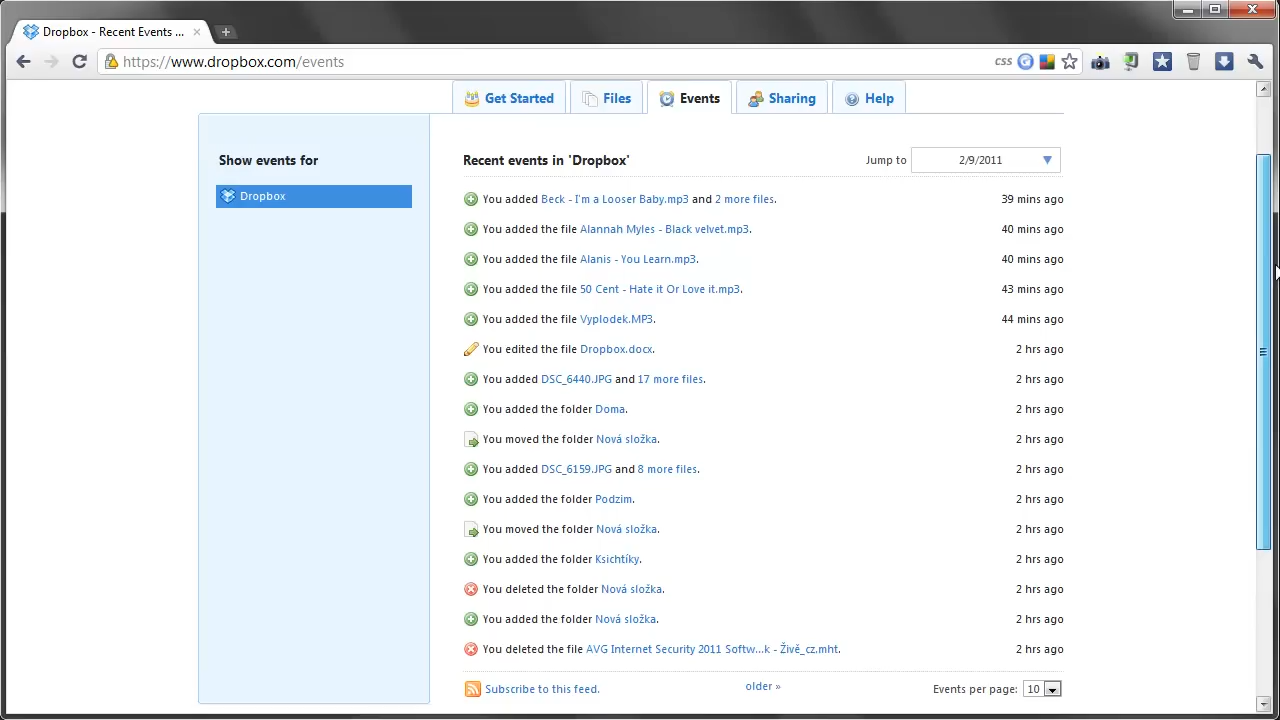 Dropbox - Recent Events ...
https://www.dropbox.com/events
css
Get Started
Files
Events
Sharing
Help
Show events for
Dropbox
Recent events in 'Dropbox'
Jump to 2/9/2011
You added Beck - I'm a Looser Baby.mp3 and 2 more files. 39 mins ago
You added the file Alannah Myles - Black velvet.mp3. 40 mins ago
You added the file Alanis - You Learn.mp3. 40 mins ago
You added the file 50 Cent - Hate it Or Love it.mp3. 43 mins ago
You added the file Vyplodek.MP3. 44 mins ago
You edited the file Dropbox.docx. 2 hrs ago
You added DSC_6440.JPG and 17 more files. 2 hrs ago
You added the folder Doma. 2 hrs ago
You moved the folder Nová složka. 2 hrs ago
You added DSC_6159.JPG and 8 more files. 2 hrs ago
You added the folder Podzim. 2 hrs ago
You moved the folder Nová složka. 2 hrs ago
You added the folder Ksichtíky. 2 hrs ago
You deleted the folder Nová složka. 2 hrs ago
You added the folder Nová složka. 2 hrs ago
You deleted the file AVG Internet Security 2011 Softw...k - Živě_cz.mht. 2 hrs ago
Subscribe to this feed. older » Events per page: 10